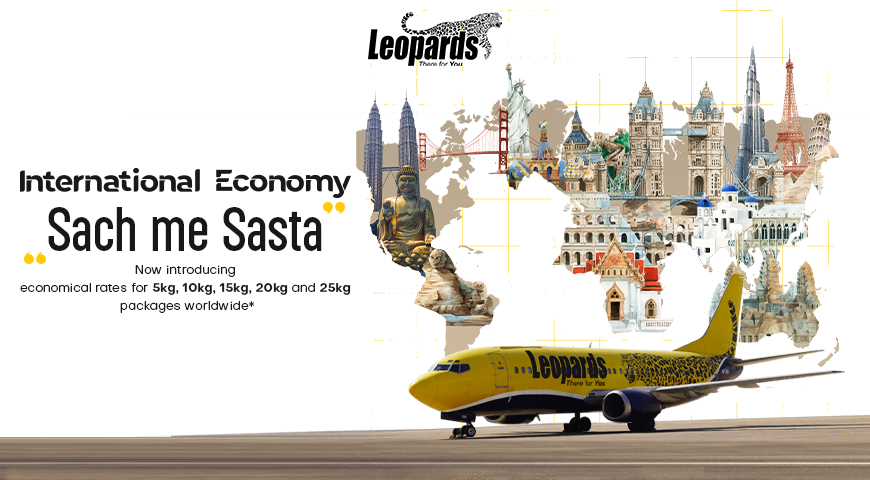 Leopards
There for You
International Economy
"Sach me Sasta"
Now introducing
economical rates for 5kg, 10kg, 15kg, 20kg and 25kg
packages worldwide*
Leopards
There for You